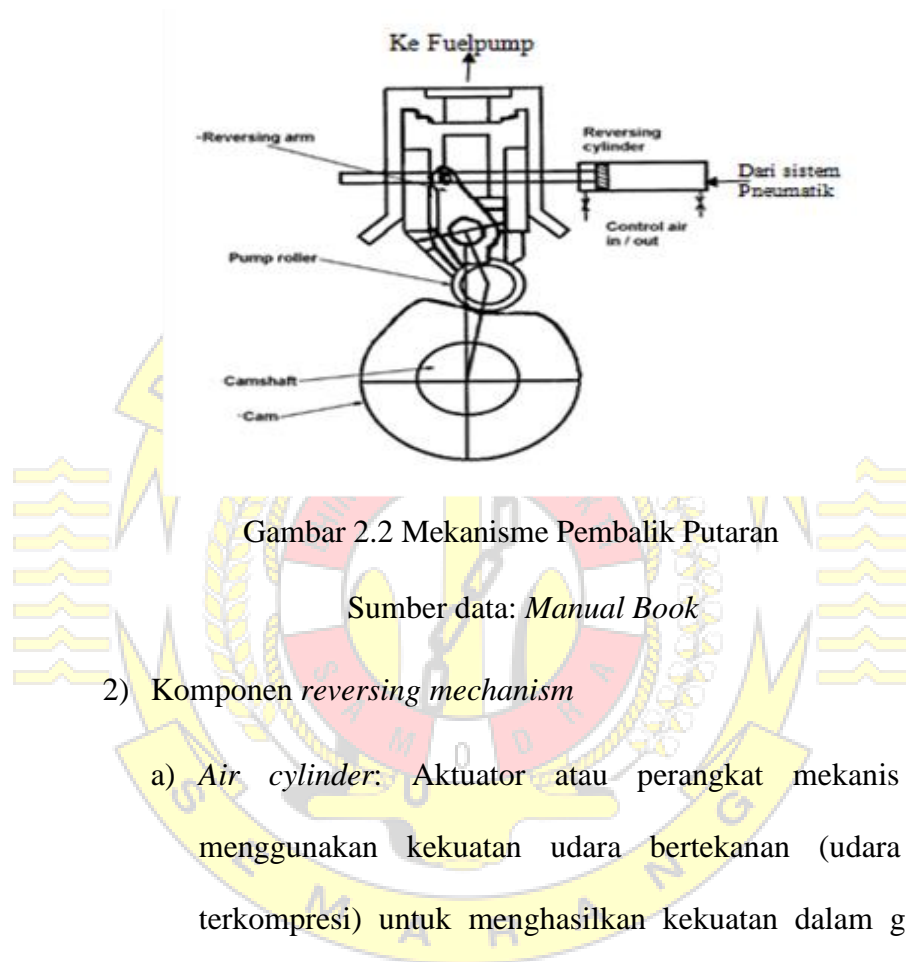 Ke Fuelpump
-Reversing arm
Reversing
cylinder
Dari sistem
Pneumatik
Control air
in / out
Pump roller
Camshaft
-Cam
Gambar 2.2 Mekanisme Pembalik Putaran
Sumber data: Manual Book
2) Komponen reversing mechanism
a) Air cylinder: Aktuator atau perangkat mekanis
menggunakan kekuatan udara bertekanan (udara
terkompresi) untuk menghasilkan kekuatan dalam g
SAMUDRA
SEMARANG